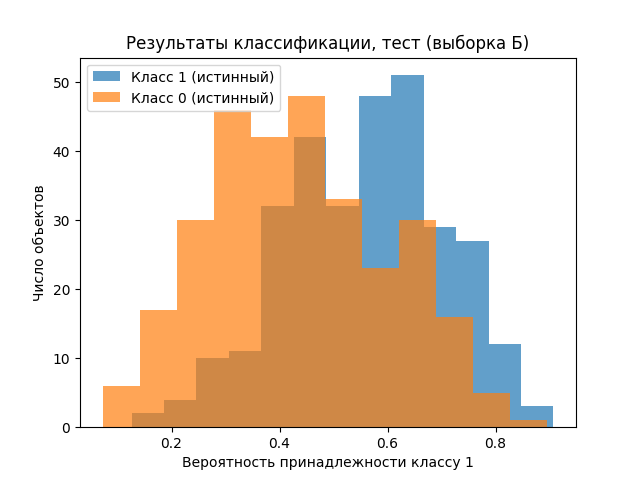 Результаты классификации, тест (выборка Б)
Класс 1 (истинный)
Класс 0 (истинный)
Число объектов
50
40
30
20
10
0
0.2 0.4 0.6 0.8
Вероятность принадлежности классу 1